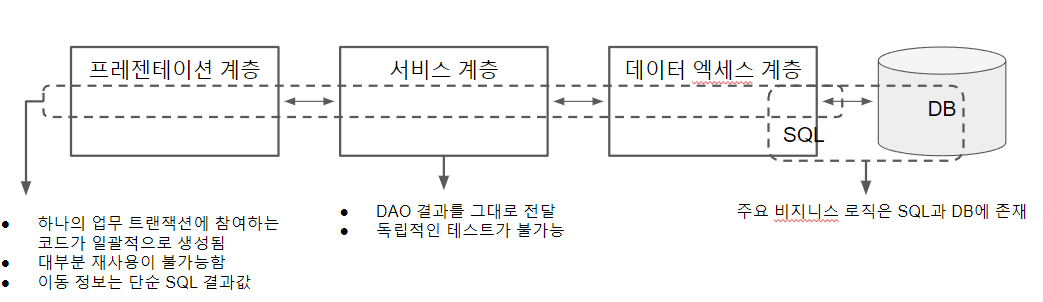 프레젠테이션 계층
서비스 계층
데이터 엑세스 계층
DB
SQL
● 하나의 업무 트랜잭션에 참여하는
코드가 일괄적으로 생성됨
● 대부분 재사용이 불가능함
● 이동 정보는 단순 SQL 결과값
● DAO 결과를 그대로 전달
● 독립적인 테스트가 불가능
주요 비지니스 로직은 SQL과 DB에 존재